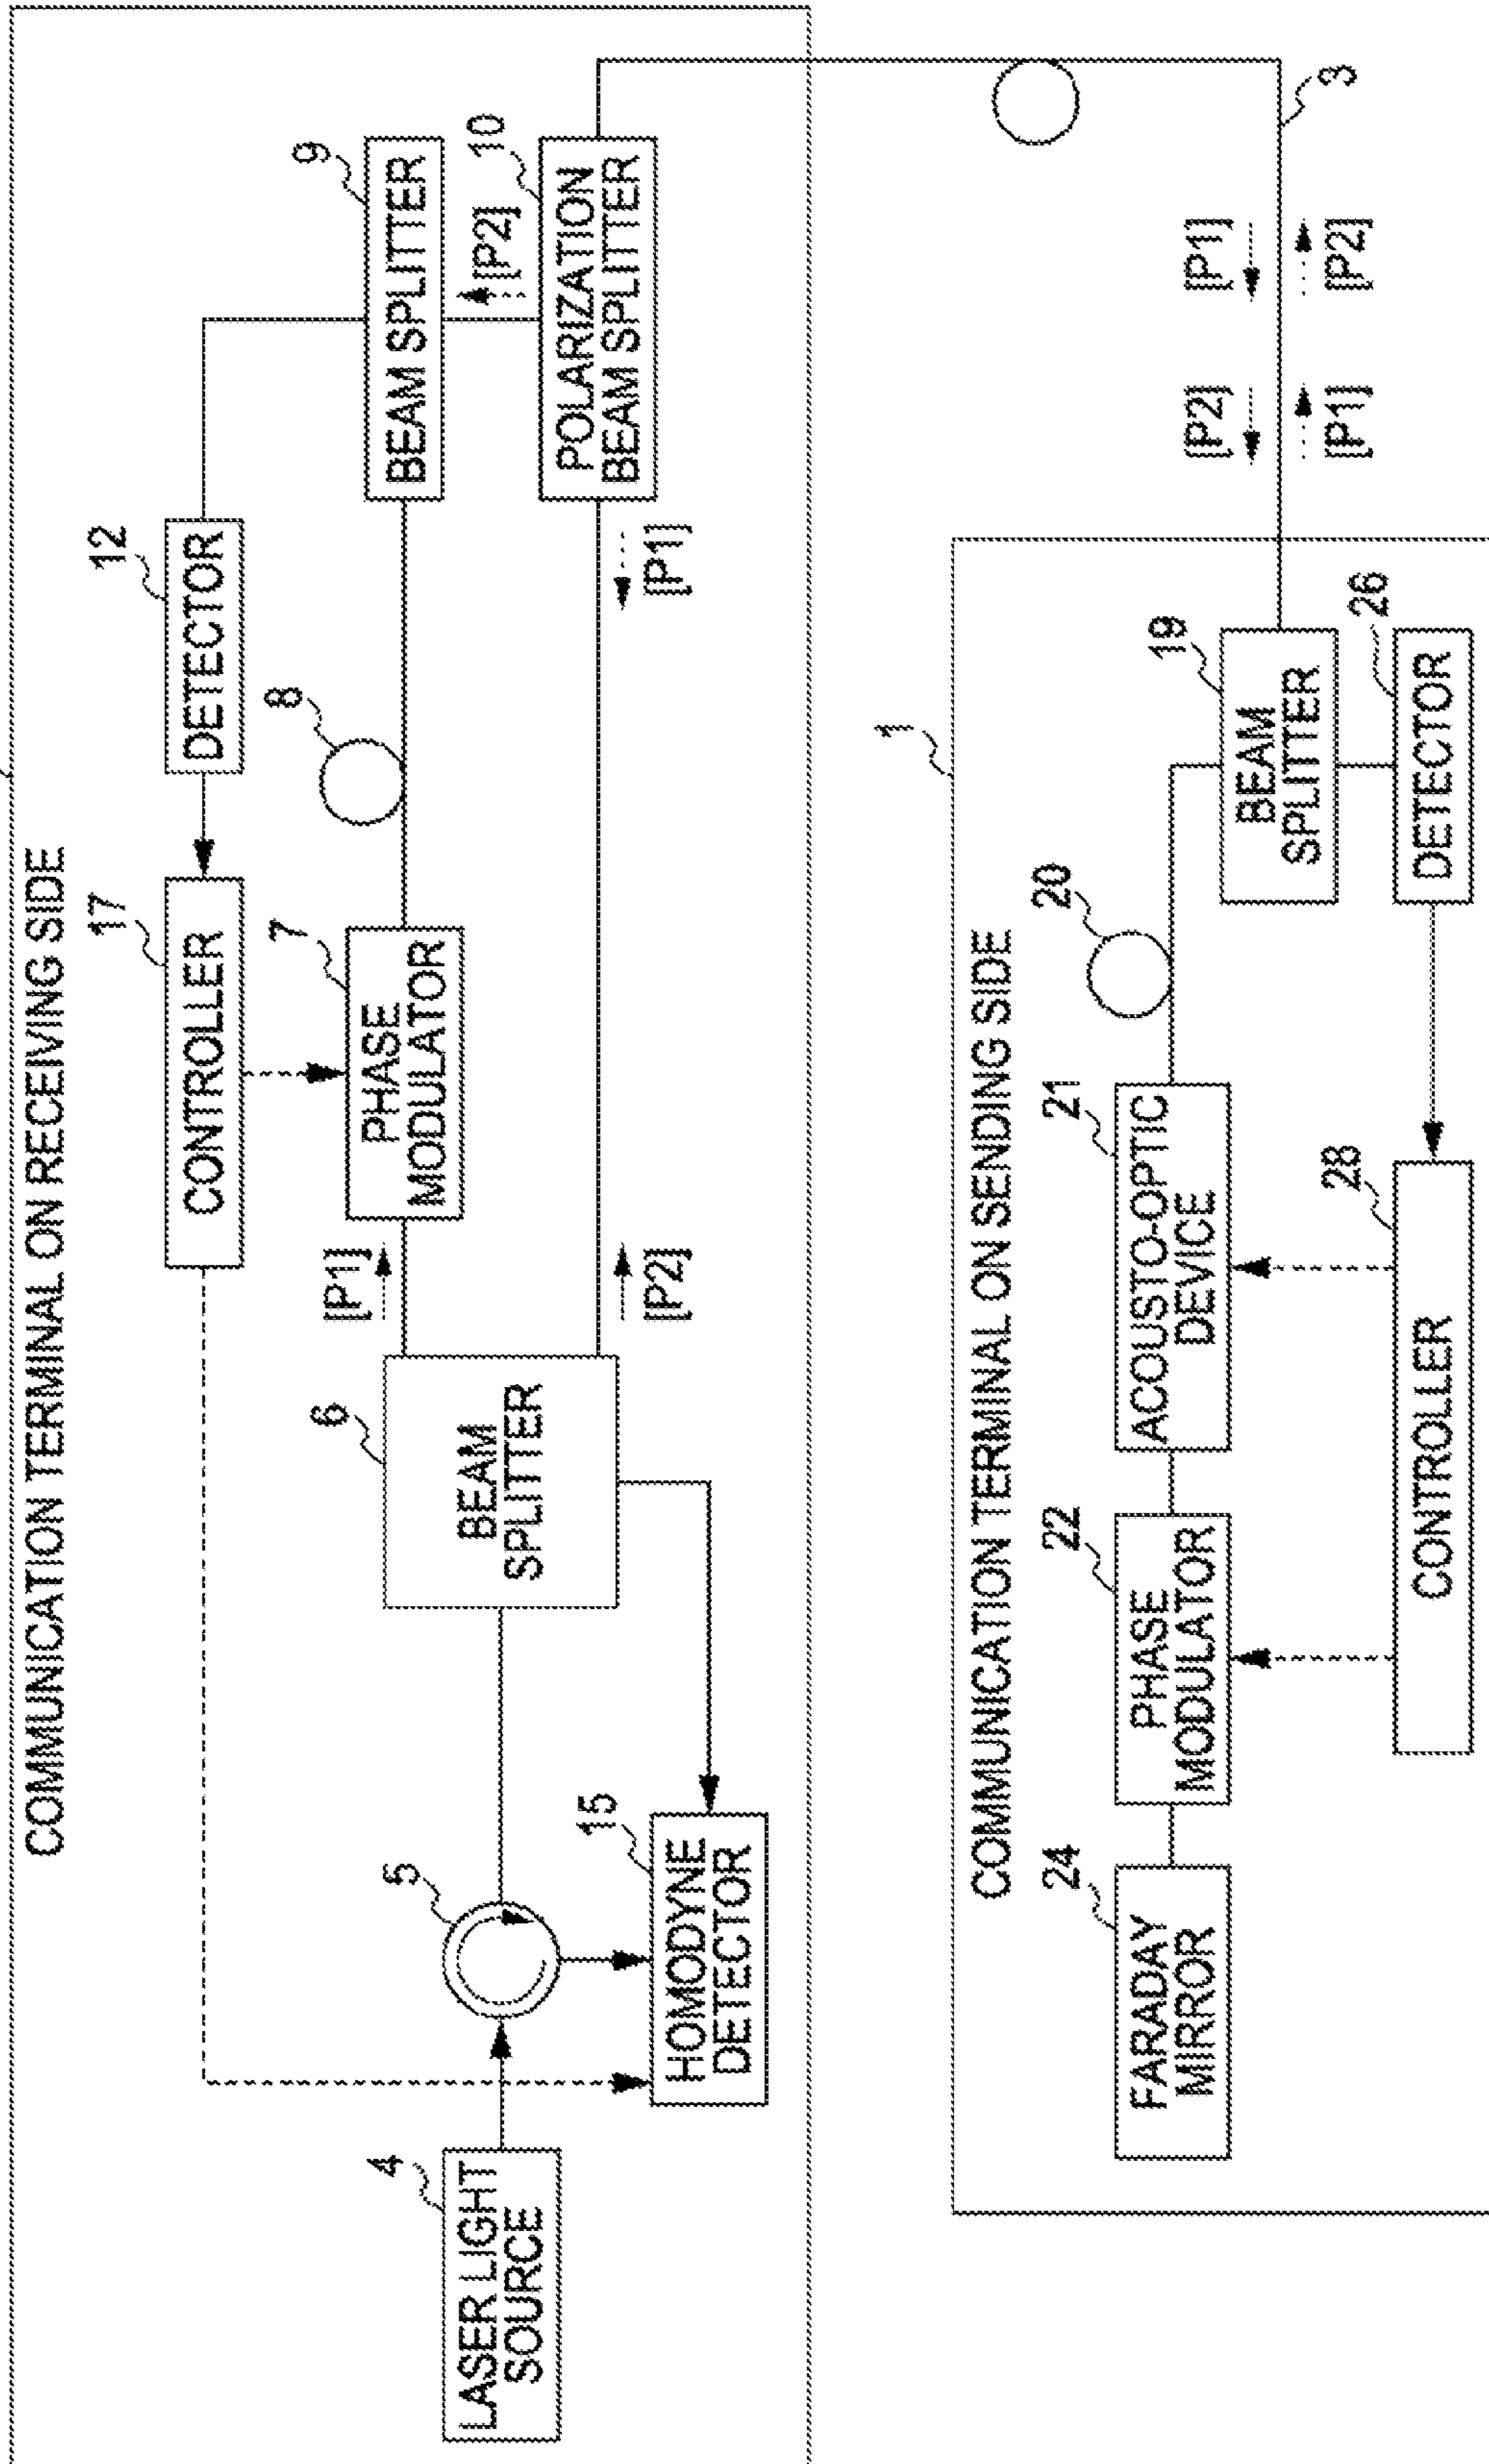 COMMUNICATION TERMINAL ON RECEIVING SIDE
4
LASER LIGHT
SOURCE
5
15
HOMODYNE
DETECTOR
6
BEAM
SPLITTER
[P1]
[P2]
17
CONTROLLER
7
PHASE
MODULATOR
8
12
DETECTOR
[P1]
9
BEAM SPLITTER
[P2]
10
POLARIZATION
BEAM SPLITTER
3
[P2]
[P1]
[P1]
[P2]
1
COMMUNICATION TERMINAL ON SENDING SIDE
24
FARADAY
MIRROR
22
PHASE
MODULATOR
21
ACOUSTO-OPTIC
DEVICE
20
19
BEAM
SPLITTER
28
CONTROLLER
26
DETECTOR